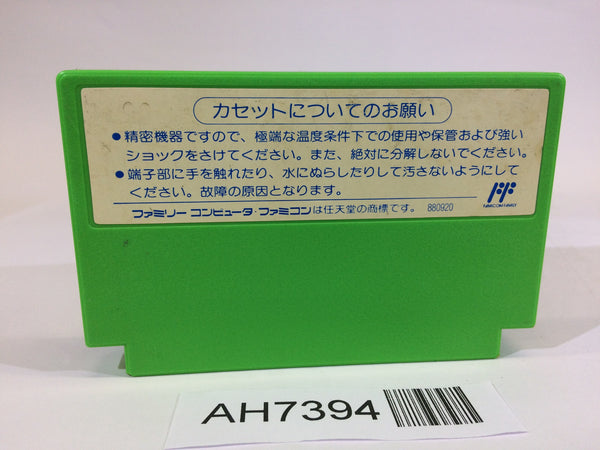 カセットについてのお願い
●精密機器ですので、極端な温度条件下での使用や保管および強い
ショックをさけてください。また、絶対に分解しないでください。
●端子部に手を触れたり、水にぬらしたりして汚さないようにして
ください。故障の原因となります。
ファミリーコンピュータ・ファミコンは任天堂の商標です。 880920
FAMICOM FAMILY
AH7394